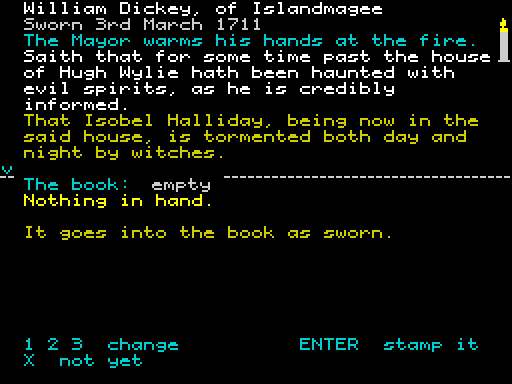 William Dickey, of Islandmagee
Sworn 3rd March 1711
The Mayor warms his hands at the fire.
Saith that for some time past the house
of Hugh Wylie hath been haunted with
evil spirits, as he is credibly
informed.
That Isobel Halliday, being now in the
said house, is tormented both day and
night by witches.
v
The book: empty
Nothing in hand.
It goes into the book as sworn.
1 2 3 change ENTER stamp it
X not yet